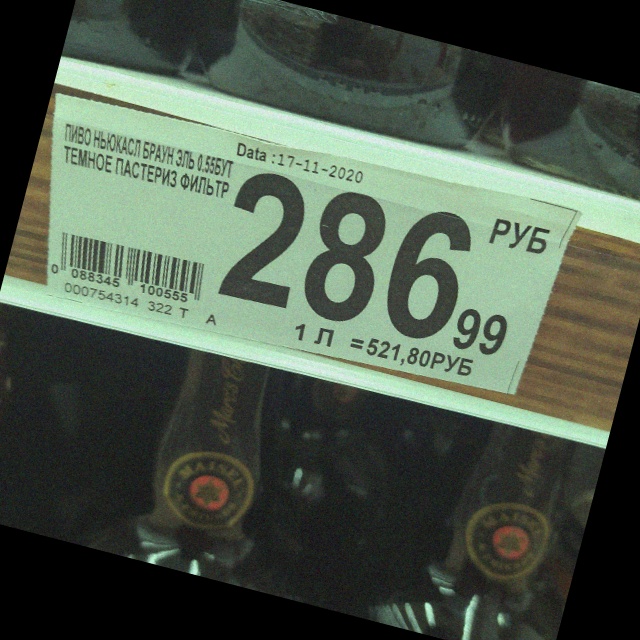 ПИВО НЬЮКАСЛ БРАУН ЭЛЬ 0.55БУТ
ТЕМНОЕ ПАСТЕРИЗ ФИЛЬТР
Data :17-11-2020
286 99
РУБ
0 088345 100555
000754314 322 T A
1 Л =521,80РУБ